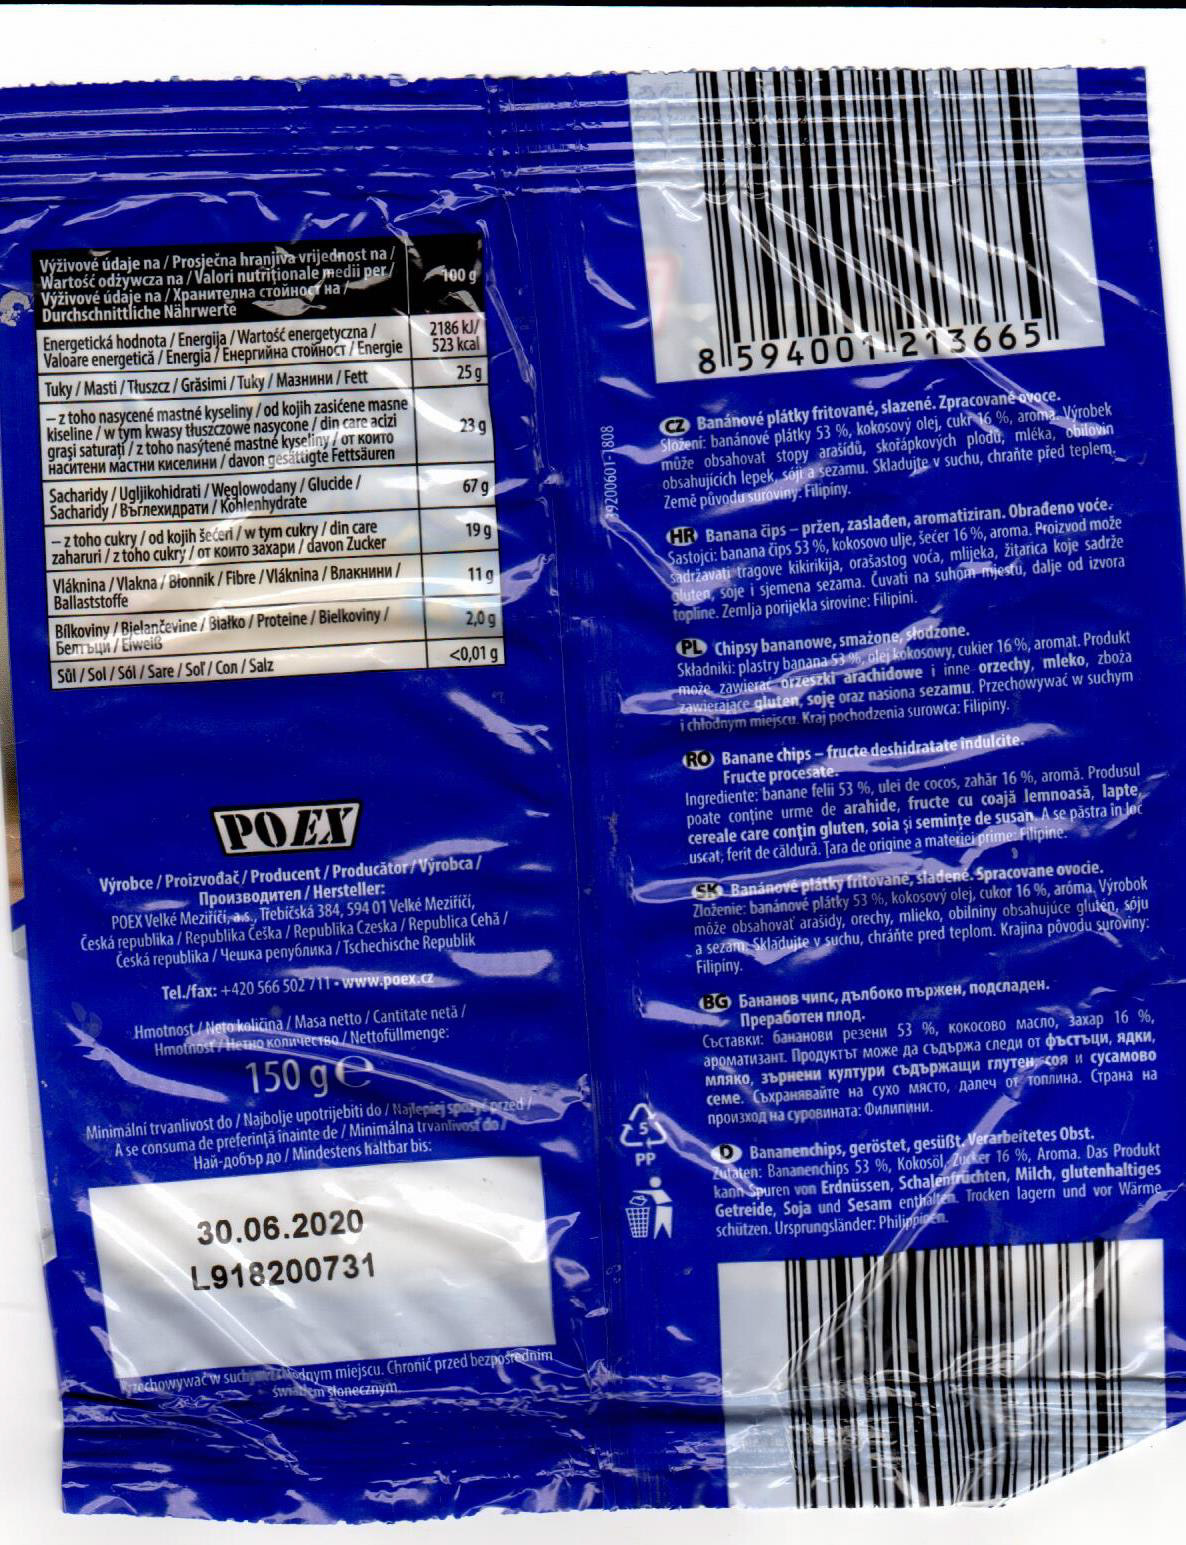 Výživové údaje na / Prosječna hranjiva vrijednost na /
Wartość odżywcza na / Valori nutriționale medii per /
Výživové údaje na / Хранителна стойност на /
Durchschnittliche Nährwerte
100 g
Energetická hodnota / Energija / Wartość energetyczna /
Valoare energetică / Energia / Енергийна стойност / Energie
2186 kJ/
523 kcal
Tuky / Masti / Tłuszcz / Grăsimi / Tuky / Мазнини / Fett
25 g
– z toho nasycené mastné kyseliny / od kojih zasićene masne
kiseline / w tym kwasy tłuszczowe nasycone / din care acizi
grași saturați / z toho nasýtené mastné kyseliny / от които
наситени мастни киселини / davon gesättigte Fettsäuren
23 g
Sacharidy / Ugljikohidrati / Węglowodany / Glucide /
Sacharidy / Въглехидрати / Kohlenhydrate
67 g
– z toho cukry / od kojih šećeri / w tym cukry / din care
zaharuri / z toho cukry / от които захари / davon Zucker
19 g
Vláknina / Vlakna / Błonnik / Fibre / Vláknina / Влакнини /
Ballaststoffe
11 g
Bílkoviny / Bjelančevine / Białko / Proteine / Bielkoviny /
Белтъци / Eiweiß
2,0 g
Sůl / Sol / Sól / Sare / Soľ / Сол / Salz
<0,01 g
POEX
Výrobce / Proizvođač / Producent / Producător / Výrobca /
Производител / Hersteller:
POEX Velké Meziříčí, a.s., Třebíčská 384, 594 01 Velké Meziříčí,
Česká republika / Republika Češka / Republika Czeska / Republica Cehă /
Česká republika / Чешка република / Tschechische Republik
Tel./fax: +420 566 502 711 • www.poex.cz
Hmotnost / Neto količina / Masa netto / Cantitate netă /
Hmotnosť / Нетно количество / Nettofüllmenge:
150 g e
Minimální trvanlivost do / Najbolje upotrijebiti do / Najlepiej spożyć przed /
A se consuma de preferință înainte de / Minimálna trvanlivosť do /
Най-добър до / Mindestens haltbar bis:
30.06.2020
L918200731
Przechowywać w suchym i chłodnym miejscu. Chronić przed bezpośrednim
światłem słonecznym.
39200601-1808
5
PP
8 594001 213665
CZ Banánové plátky fritované, slazené. Zpracované ovoce.
Složení: banánové plátky 53 %, kokosový olej, cukr 16 %, aroma. Výrobek
může obsahovat stopy arašídů, skořápkových plodů, mléka, obilovin
obsahujících lepek, sóji a sezamu. Skladujte v suchu, chraňte před teplem.
Země původu suroviny: Filipíny.
HR Banana čips – pržen, zaslađen, aromatiziran. Obrađeno voće.
Sastojci: banana čips 53 %, kokosovo ulje, šećer 16 %, aroma. Proizvod može
sadržavati tragove kikirikija, orašastog voća, mlijeka, žitarica koje sadrže
gluten, soje i sjemena sezama. Čuvati na suhom mjestu, dalje od izvora
topline. Zemlja porijekla sirovine: Filipini.
PL Chipsy bananowe, smażone, słodzone.
Składniki: plastry banana 53 %, olej kokosowy, cukier 16 %, aromat. Produkt
może zawierać orzeszki arachidowe i inne orzechy, mleko, zboża
zawierające gluten, soję oraz nasiona sezamu. Przechowywać w suchym
i chłodnym miejscu. Kraj pochodzenia surowca: Filipiny.
RO Banane chips – fructe deshidratate îndulcite.
Fructe procesate.
Ingrediente: banane felii 53 %, ulei de cocos, zahăr 16 %, aromă. Produsul
poate conține urme de arahide, fructe cu coajă lemnoasă, lapte,
cereale care conțin gluten, soia și semințe de susan. A se păstra în loc
uscat, ferit de căldură. Țara de origine a materiei prime: Filipine.
SK Banánové plátky fritované, sladené. Spracovane ovocie.
Zloženie: banánové plátky 53 %, kokosový olej, cukor 16 %, aróma. Výrobok
môže obsahovať arašidy, orechy, mlieko, obilniny obsahujúce glutén, sóju
a sezam. Skladujte v suchu, chráňte pred teplom. Krajina pôvodu suroviny:
Filipíny.
BG Бананов чипс, дълбоко пържен, подсладен.
Преработен плод.
Съставки: бананови резени 53 %, кокосово масло, захар 16 %,
ароматизант. Продуктът може да съдържа следи от фъстъци, ядки,
мляко, зърнени култури съдържащи глутен, соя и сусамово
семе. Съхранявайте на сухо място, далеч от топлина. Страна на
произход на суровината: Филипини.
D Bananenchips, geröstet, gesüßt. Verarbeitetes Obst.
Zutaten: Bananenchips 53 %, Kokosöl, Zucker 16 %, Aroma. Das Produkt
kann Spuren von Erdnüssen, Schalenfrüchten, Milch, glutenhaltiges
Getreide, Soja und Sesam enthalten. Trocken lagern und vor Wärme
schützen. Ursprungsländer: Philippinen.